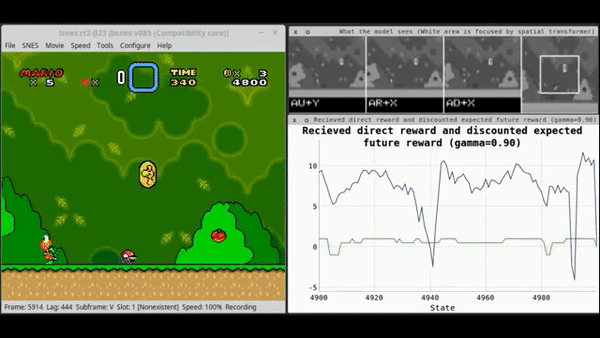 lsnes rr2-β23 [bsnes v085 (Compatibility core)]
File SNES Movie Speed Tools Configure Help
MARIO
x 5
x
0
TIME
340
x 3
4800
Frame: 5914 Lag: 444 Subframe: V Slot: 1 [Nonexistent] Speed: 100% Recording
x o What the model sees (White area is focused by spatial transformer)
AU+Y
AR+X
AD+X
x o Recieved direct reward and discounted expected future reward (gamma=0.90)
Recieved direct reward and discounted expected
future reward (gamma=0.90)
10
5
0
-5
4900
4920
4940
4960
4980
State